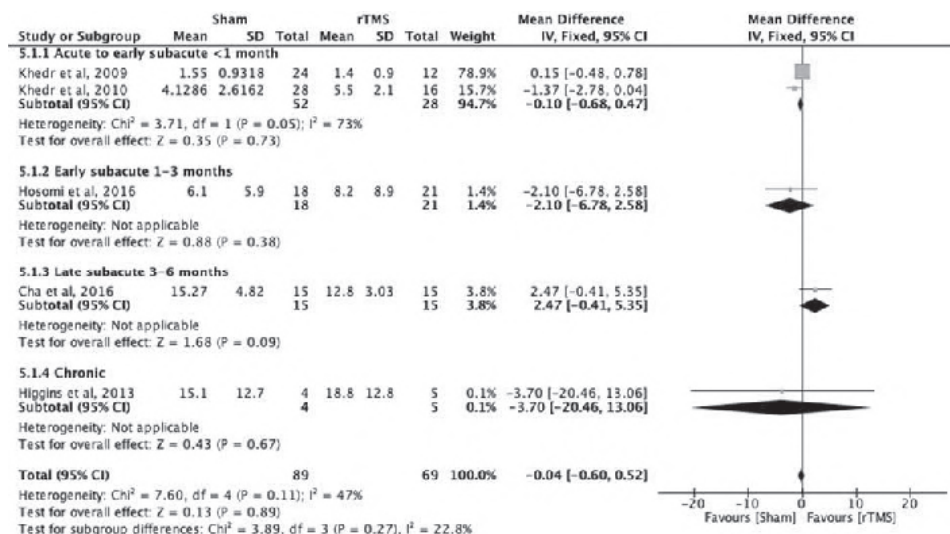 Sham rTMS Mean Difference Mean Difference
Study or Subgroup Mean SD Total Mean SD Total Weight IV, Fixed, 95% CI IV, Fixed, 95% CI
5.1.1 Acute to early subacute <1 month
Khedr et al, 2009 1.55 0.9318 24 1.4 0.9 12 78.9% 0.15 [-0.48, 0.78]
Khedr et al, 2010 4.1286 2.6162 28 5.5 2.1 16 15.7% -1.37 [-2.78, 0.04]
Subtotal (95% CI) 52 28 94.7% -0.10 [-0.68, 0.47]
Heterogeneity: Chi² = 3.71, df = 1 (P = 0.05); I² = 73%
Test for overall effect: Z = 0.35 (P = 0.73)
5.1.2 Early subacute 1-3 months
Hosomi et al, 2016 6.1 5.9 18 8.2 8.9 21 1.4% -2.10 [-6.78, 2.58]
Subtotal (95% CI) 18 21 1.4% -2.10 [-6.78, 2.58]
Heterogeneity: Not applicable
Test for overall effect: Z = 0.88 (P = 0.38)
5.1.3 Late subacute 3-6 months
Cha et al, 2016 15.27 4.82 15 12.8 3.03 15 3.8% 2.47 [-0.41, 5.35]
Subtotal (95% CI) 15 15 3.8% 2.47 [-0.41, 5.35]
Heterogeneity: Not applicable
Test for overall effect: Z = 1.68 (P = 0.09)
5.1.4 Chronic
Higgins et al, 2013 15.1 12.7 4 18.8 12.8 5 0.1% -3.70 [-20.46, 13.06]
Subtotal (95% CI) 4 5 0.1% -3.70 [-20.46, 13.06]
Heterogeneity: Not applicable
Test for overall effect: Z = 0.43 (P = 0.67)
Total (95% CI) 89 69 100.0% -0.04 [-0.60, 0.52]
Heterogeneity: Chi² = 7.60, df = 4 (P = 0.11); I² = 47%
Test for overall effect: Z = 0.13 (P = 0.89)
Test for subgroup differences: Chi² = 3.89, df = 3 (P = 0.27), I² = 22.8%
-20 -10 0 10 20
Favours [Sham] Favours [rTMS]